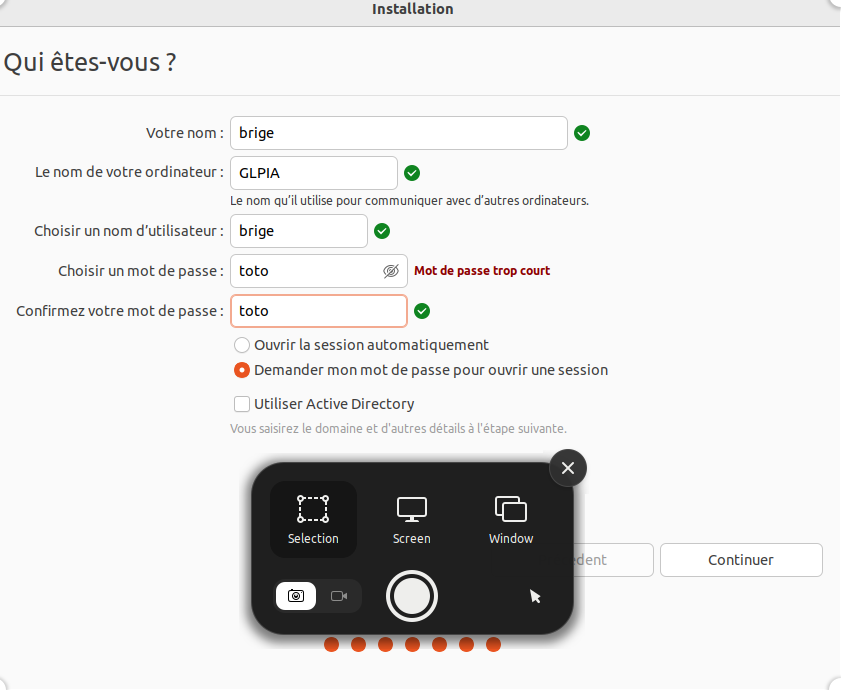 Installation
Qui êtes-vous ?
Votre nom : brige
Le nom de votre ordinateur : GLPIA
Le nom qu'il utilise pour communiquer avec d'autres ordinateurs.
Choisir un nom d'utilisateur : brige
Choisir un mot de passe : toto Mot de passe trop court
Confirmez votre mot de passe : toto
Ouvrir la session automatiquement
Demander mon mot de passe pour ouvrir une session
Utiliser Active Directory
Vous saisirez le domaine et d'autres détails à l'étape suivante.
Selection Screen Window
Continuer